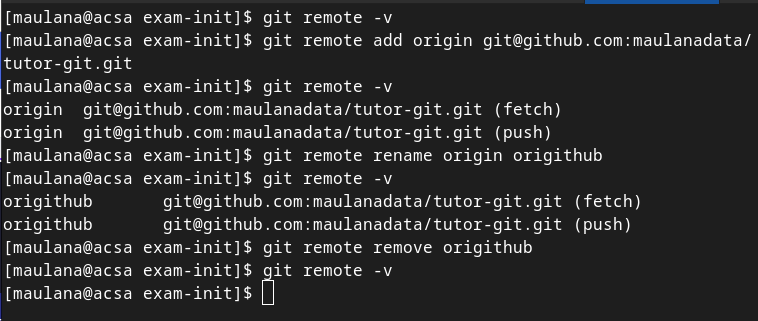 [maulana@acsa exam-init]$ git remote -v
[maulana@acsa exam-init]$ git remote add origin git@github.com:maulanadata/
tutor-git.git
[maulana@acsa exam-init]$ git remote -v
origin  git@github.com:maulanadata/tutor-git.git (fetch)
origin  git@github.com:maulanadata/tutor-git.git (push)
[maulana@acsa exam-init]$ git remote rename origin origithub
[maulana@acsa exam-init]$ git remote -v
origithub       git@github.com:maulanadata/tutor-git.git (fetch)
origithub       git@github.com:maulanadata/tutor-git.git (push)
[maulana@acsa exam-init]$ git remote remove origithub
[maulana@acsa exam-init]$ git remote -v
[maulana@acsa exam-init]$